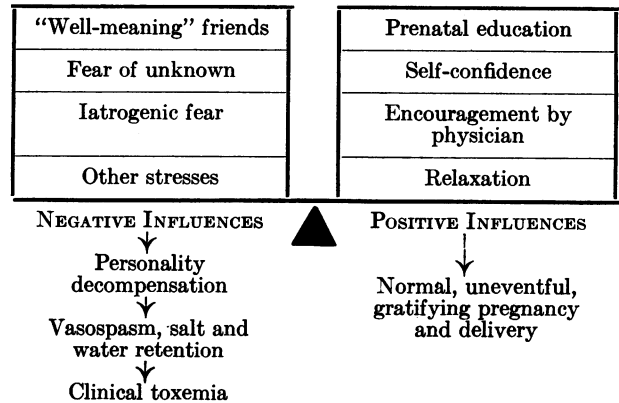 “Well-meaning” friends
Fear of unknown
Iatrogenic fear
Other stresses
NEGATIVE INFLUENCES
Personality
decompensation
Vasospasm, salt and
water retention
Clinical toxemia
Prenatal education
Self-confidence
Encouragement by
physician
Relaxation
POSITIVE INFLUENCES
Normal, uneventful,
gratifying pregnancy
and delivery